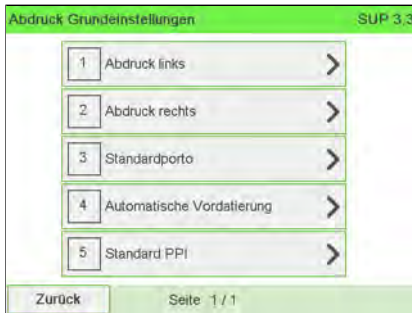 Abdruck Grundeinstellungen SUP 3.3
1 Abdruck links
2 Abdruck rechts
3 Standardporto
4 Automatische Vordatierung
5 Standard PPI
Zurück Seite 1 / 1